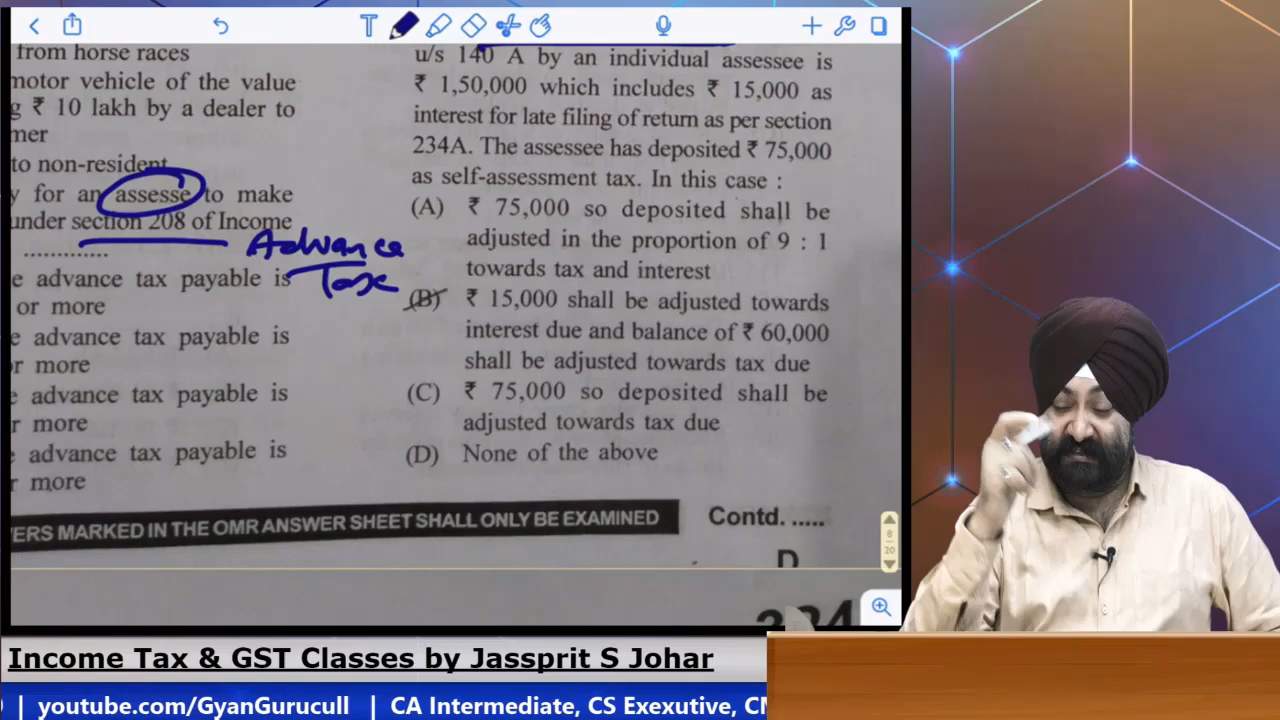 from horse races
motor vehicle of the value
g ₹ 10 lakh by a dealer to
mer
to non-resident
y for an assesse to make
under section 208 of Income
.............
Advance
Tax
e advance tax payable is
or more
e advance tax payable is
r more
e advance tax payable is
r more
e advance tax payable is
r more
u/s 140 A by an individual assessee is
₹ 1,50,000 which includes ₹ 15,000 as
interest for late filing of return as per section
234A. The assessee has deposited ₹ 75,000
as self-assessment tax. In this case :
(A) ₹ 75,000 so deposited shall be
adjusted in the proportion of 9 : 1
towards tax and interest
(B) ₹ 15,000 shall be adjusted towards
interest due and balance of ₹ 60,000
shall be adjusted towards tax due
(C) ₹ 75,000 so deposited shall be
adjusted towards tax due
(D) None of the above
ERS MARKED IN THE OMR ANSWER SHEET SHALL ONLY BE EXAMINED
Contd. .....
8
20
Income Tax & GST Classes by Jassprit S Johar
| youtube.com/GyanGurucull | CA Intermediate, CS Exexutive, CM